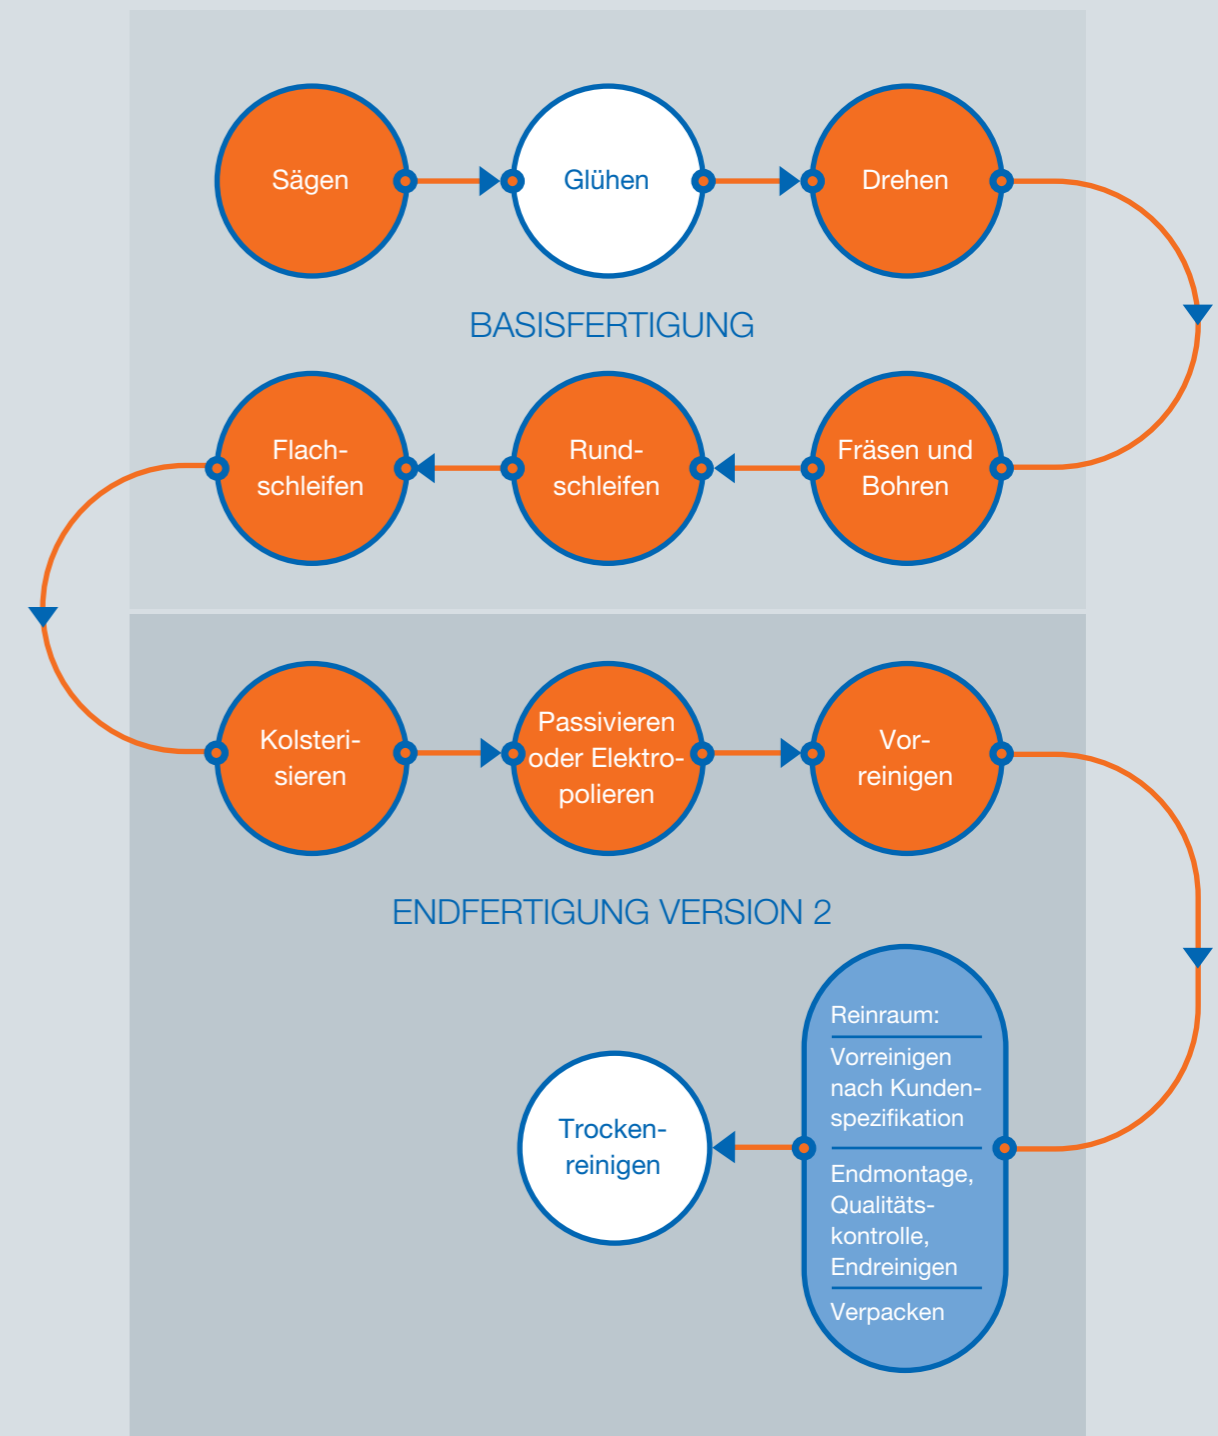 Sägen
Glühen
Drehen
BASISFERTIGUNG
Fräsen und
Bohren
Rund-
schleifen
Flach-
schleifen
Kolsteri-
sieren
Passivieren
oder Elektro-
polieren
Vor-
reinigen
ENDFERTIGUNG VERSION 2
Reinraum:
Vorreinigen
nach Kunden-
spezifikation
Endmontage,
Qualitäts-
kontrolle,
Endreinigen
Verpacken
Trocken-
reinigen